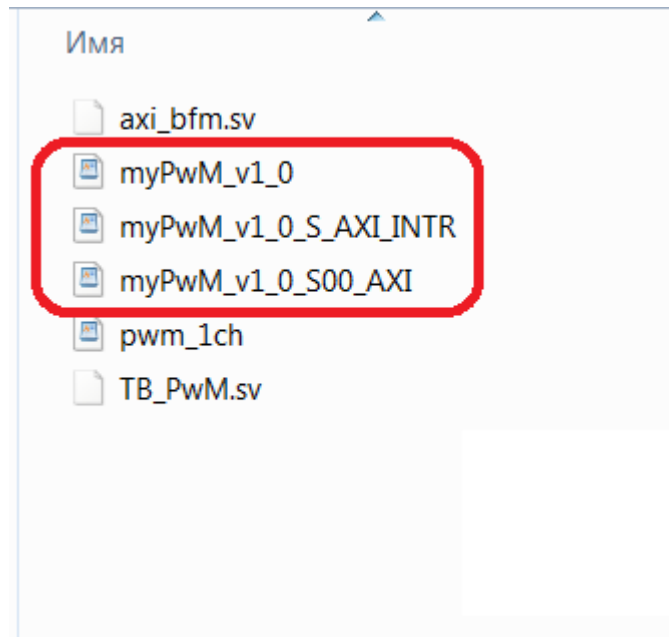 Имя
axi_bfm.sv
myPwM_v1_0
myPwM_v1_0_S_AXI_INTR
myPwM_v1_0_S00_AXI
pwm_1ch
TB_PwM.sv